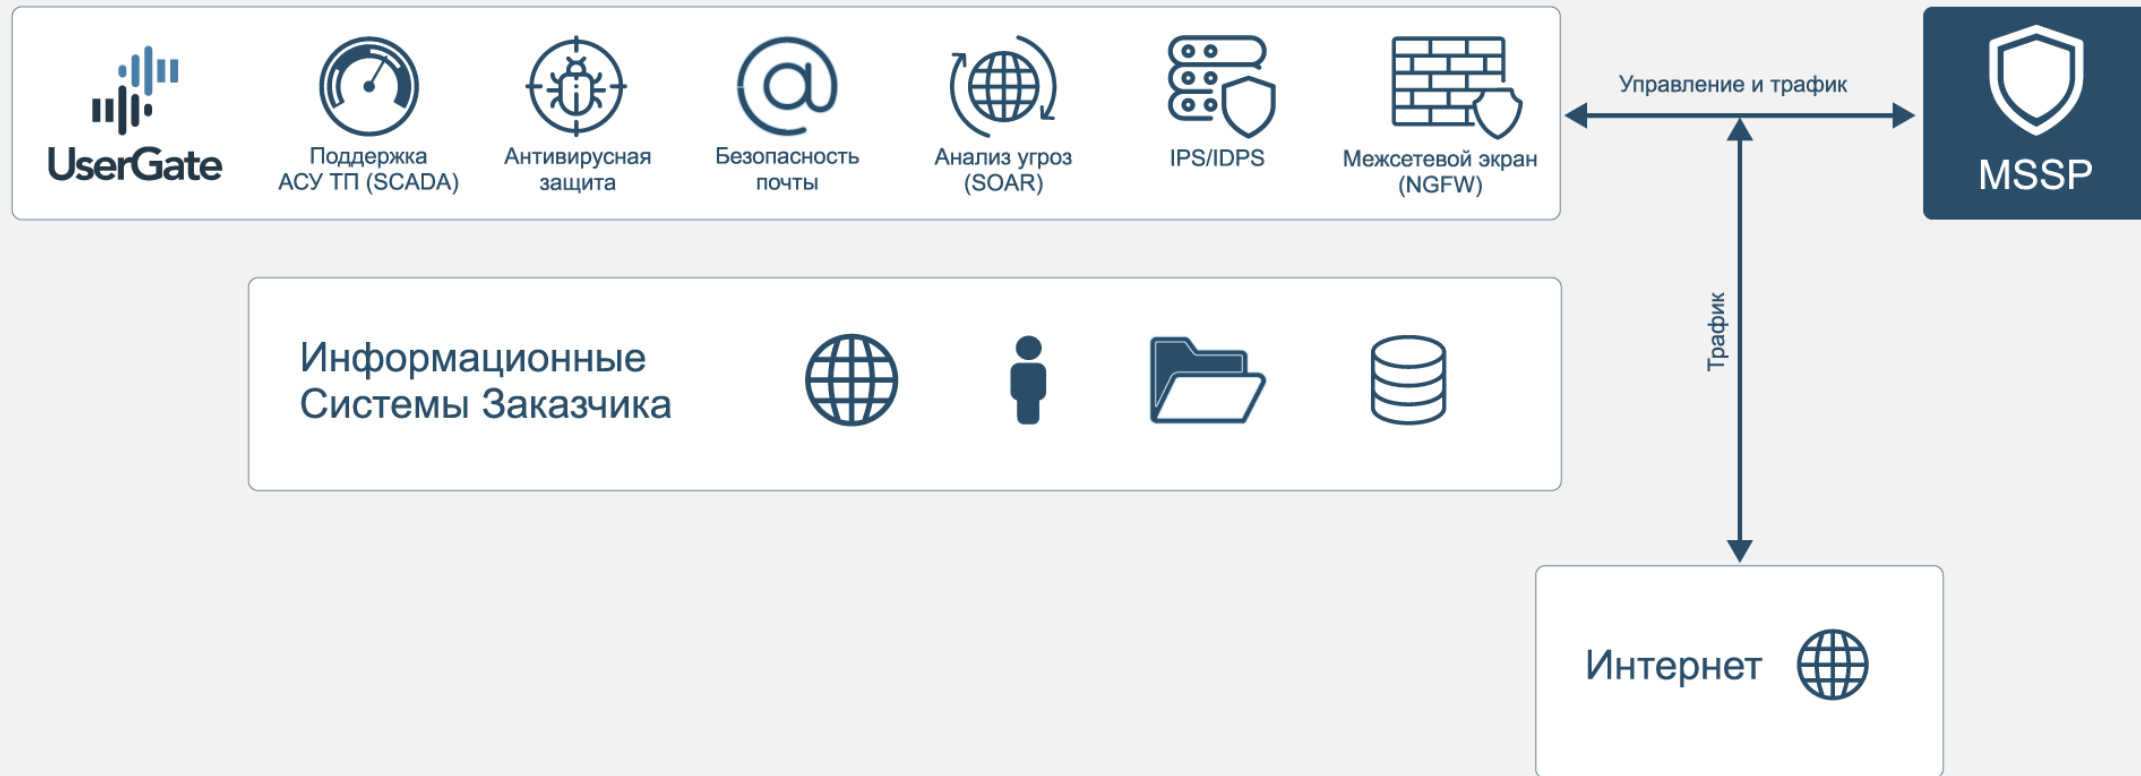 UserGate
Поддержка
АСУ ТП (SCADA)
Антивирусная
защита
Безопасность
почты
Анализ угроз
(SOAR)
IPS/IDPS
Межсетевой экран
(NGFW)
Управление и трафик
MSSP
Информационные
Системы Заказчика
Трафик
Интернет